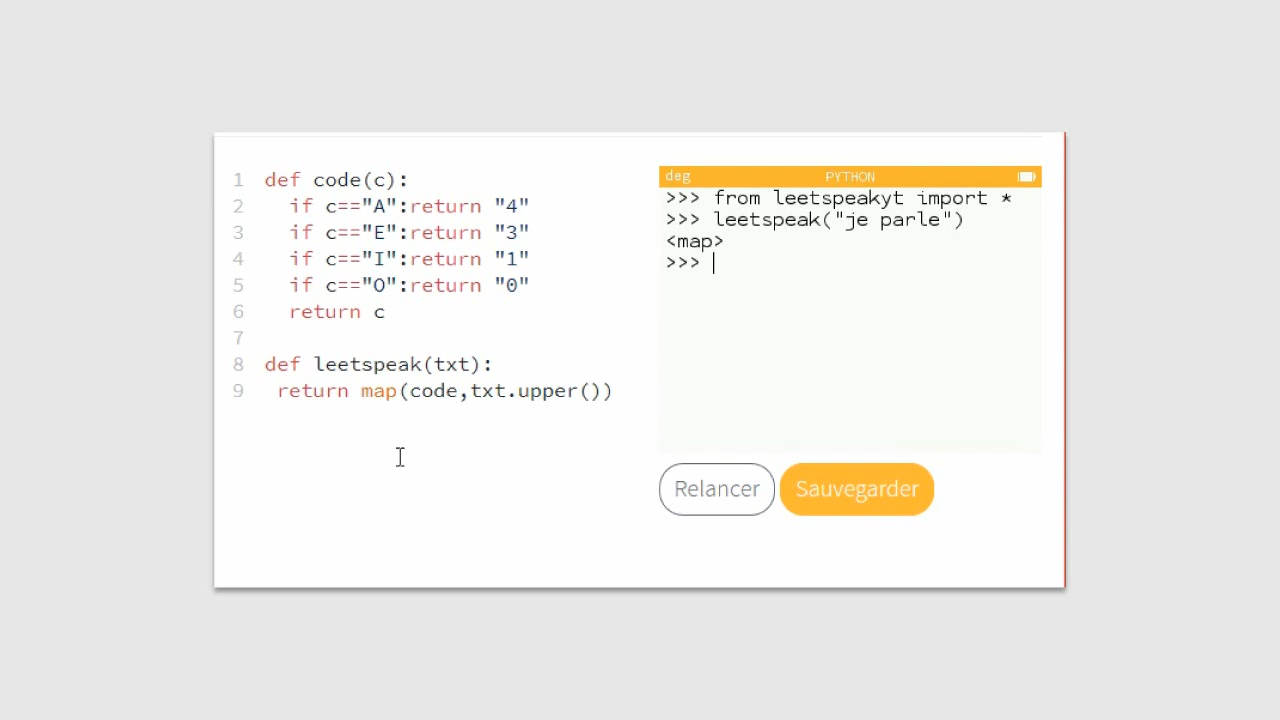 1 def code(c):
2 if c=="A":return "4"
3 if c=="E":return "3"
4 if c=="I":return "1"
5 if c=="O":return "0"
6 return c
7
8 def leetspeak(txt):
9 return map(code,txt.upper())
deg PYTHON
>>> from leetspeakyt import *
>>> leetspeak("je parle")
<map>
>>>
Relancer Sauvegarder